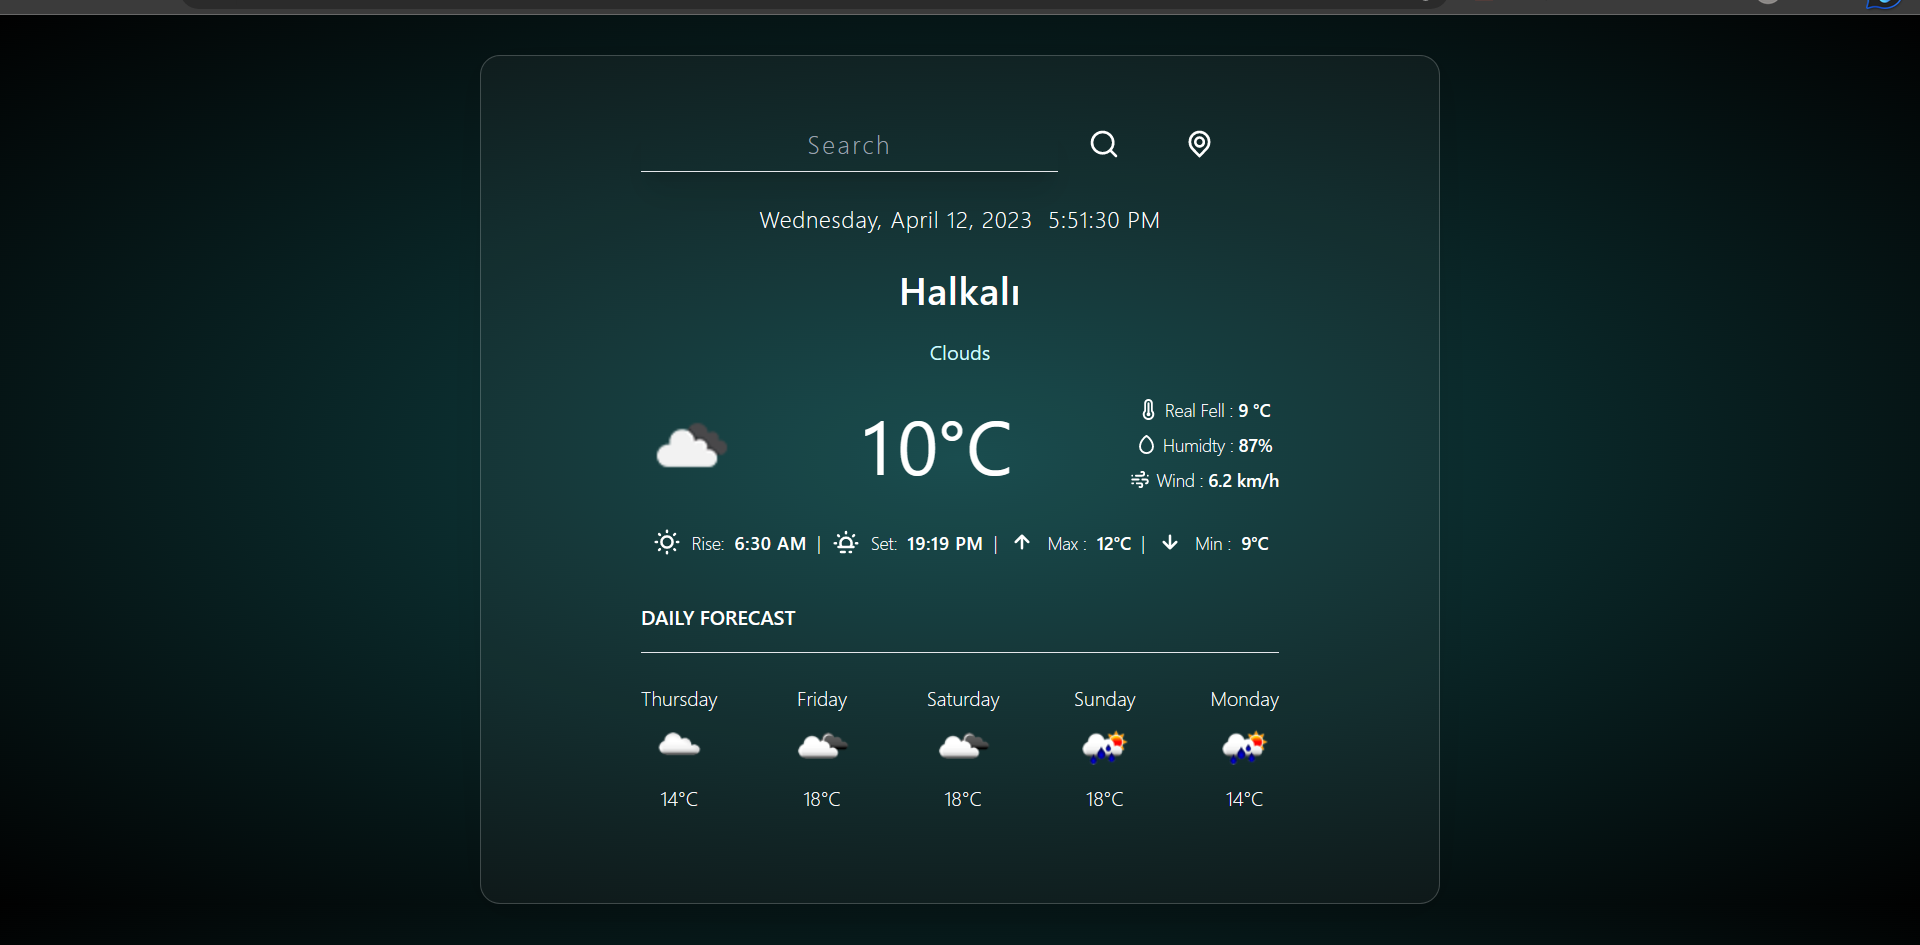 Search
Wednesday, April 12, 2023 5:51:30 PM
Halkalı
Clouds
10°C
Real Fell : 9 °C
Humidty : 87%
Wind : 6.2 km/h
Rise: 6:30 AM | Set: 19:19 PM | Max : 12°C | Min : 9°C
DAILY FORECAST
Thursday Friday Saturday Sunday Monday
14°C 18°C 18°C 18°C 14°C